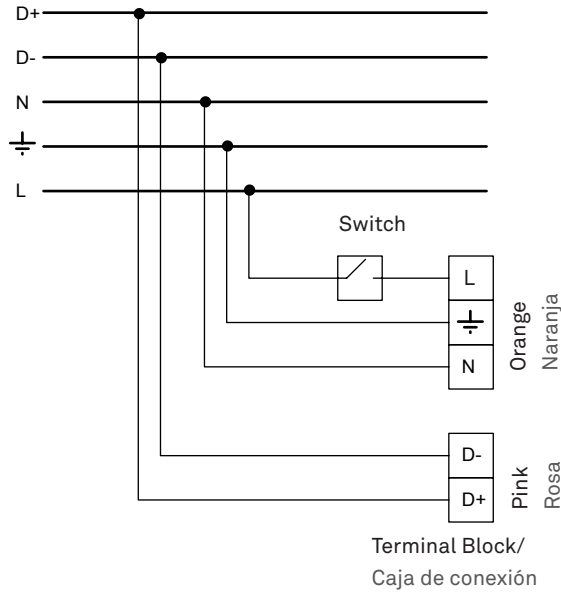 D+
D-
N
L
Switch
L
N
Orange
Naranja
D-
D+
Pink
Rosa
Terminal Block/
Caja de conexión